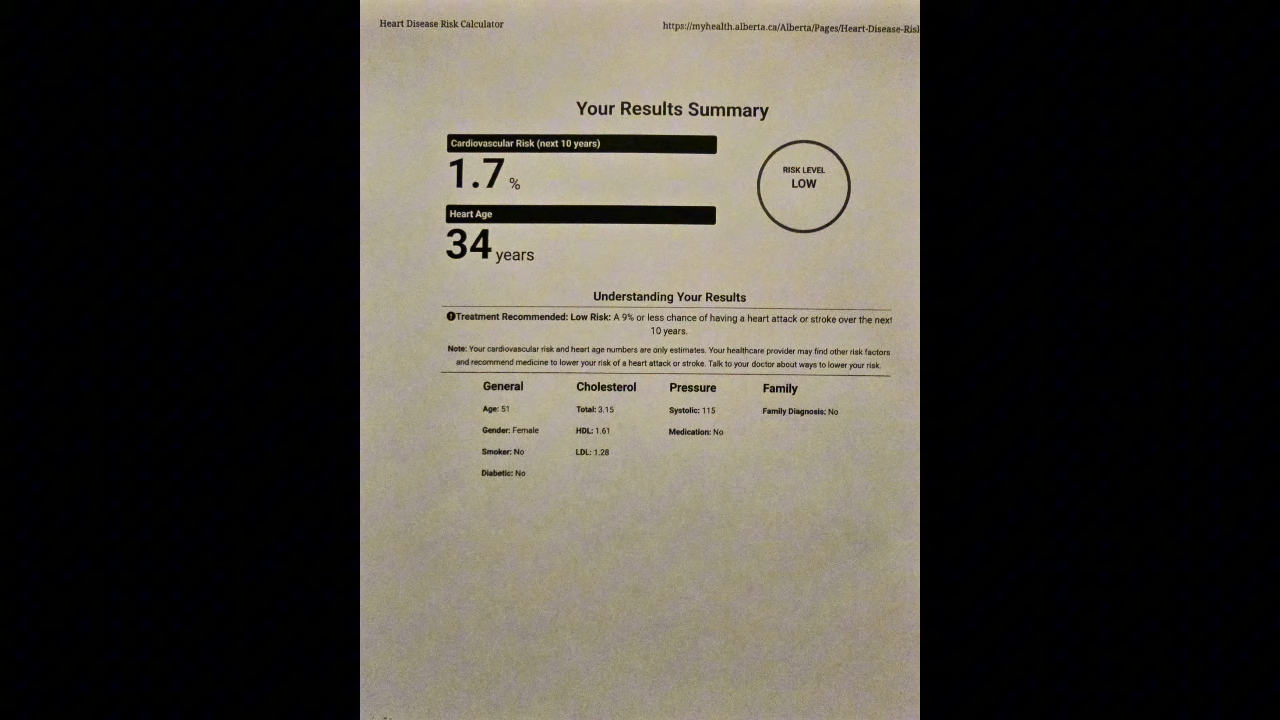 Heart Disease Risk Calculator
https://myhealth.alberta.ca/Alberta/Pages/Heart-Disease-Risl
Your Results Summary
Cardiovascular Risk (next 10 years)
1.7 %
RISK LEVEL
LOW
Heart Age
34 years
Understanding Your Results
Treatment Recommended: Low Risk: A 9% or less chance of having a heart attack or stroke over the next
10 years.
Note: Your cardiovascular risk and heart age numbers are only estimates. Your healthcare provider may find other risk factors
and recommend medicine to lower your risk of a heart attack or stroke. Talk to your doctor about ways to lower your risk.
General
Age: 51
Gender: Female
Smoker: No
Diabetic: No
Cholesterol
Total: 3.15
HDL: 1.61
LDL: 1.28
Pressure
Systolic: 115
Medication: No
Family
Family Diagnosis: No